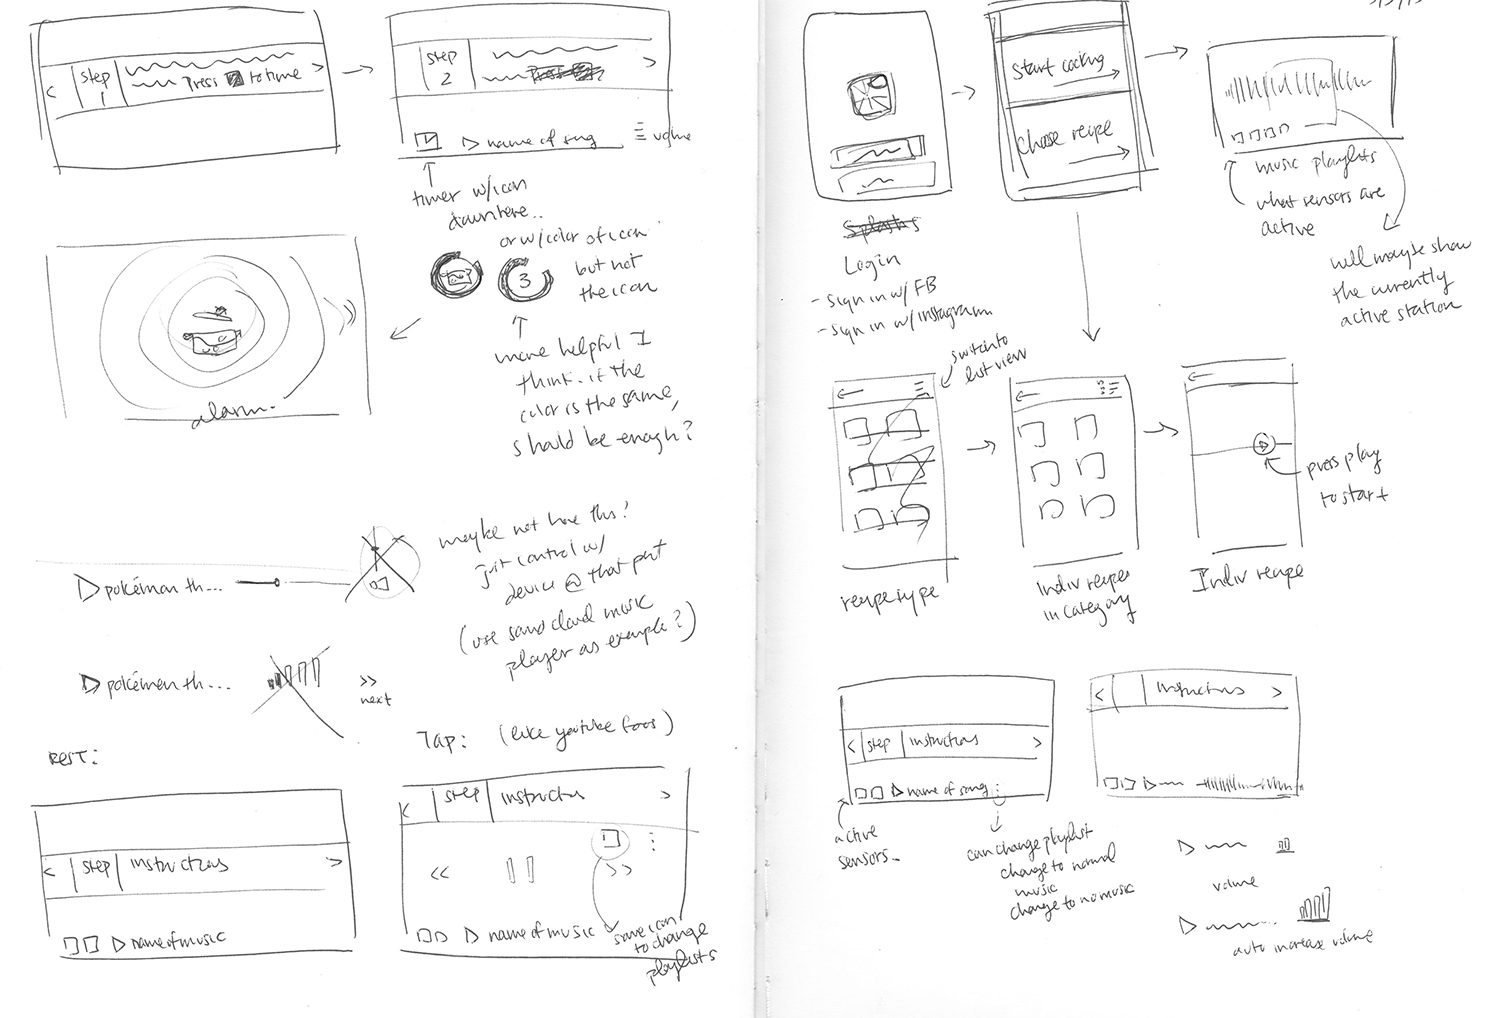 <
step
1
Press to time
>
step
2
Press
>
▷ name of song
volume
timer w/icon
down here..
or w/color of icon
but not
the icon
3
more helpful I
think. if the
color is the same,
should be enough?
alarm.
maybe not have this?
just control w/
device @ that part
(use sound cloud music
player as example?)
▷ pokémon th...
▷ pokémon th...
>>
next
REST:
Tap: (like youtube )
< step instructions >
▷ name of music
< step instructns >
<< >>
▷ name of music
same icon
to change
playlists
Splash
Login
- sign in w/ FB
- sign in w/ instagram
start cooking
choose recipe
music playlists
what sensors are
active
will maybe show
the currently
active station
switch to
list view
recipe type
Indiv recipes
in category
Indiv recipe
press play
to start
< step instructions >
▷ name of song
active
sensors.
can change playlist
change to normal
music
change to no music
< instructions >
volume
auto increase volume